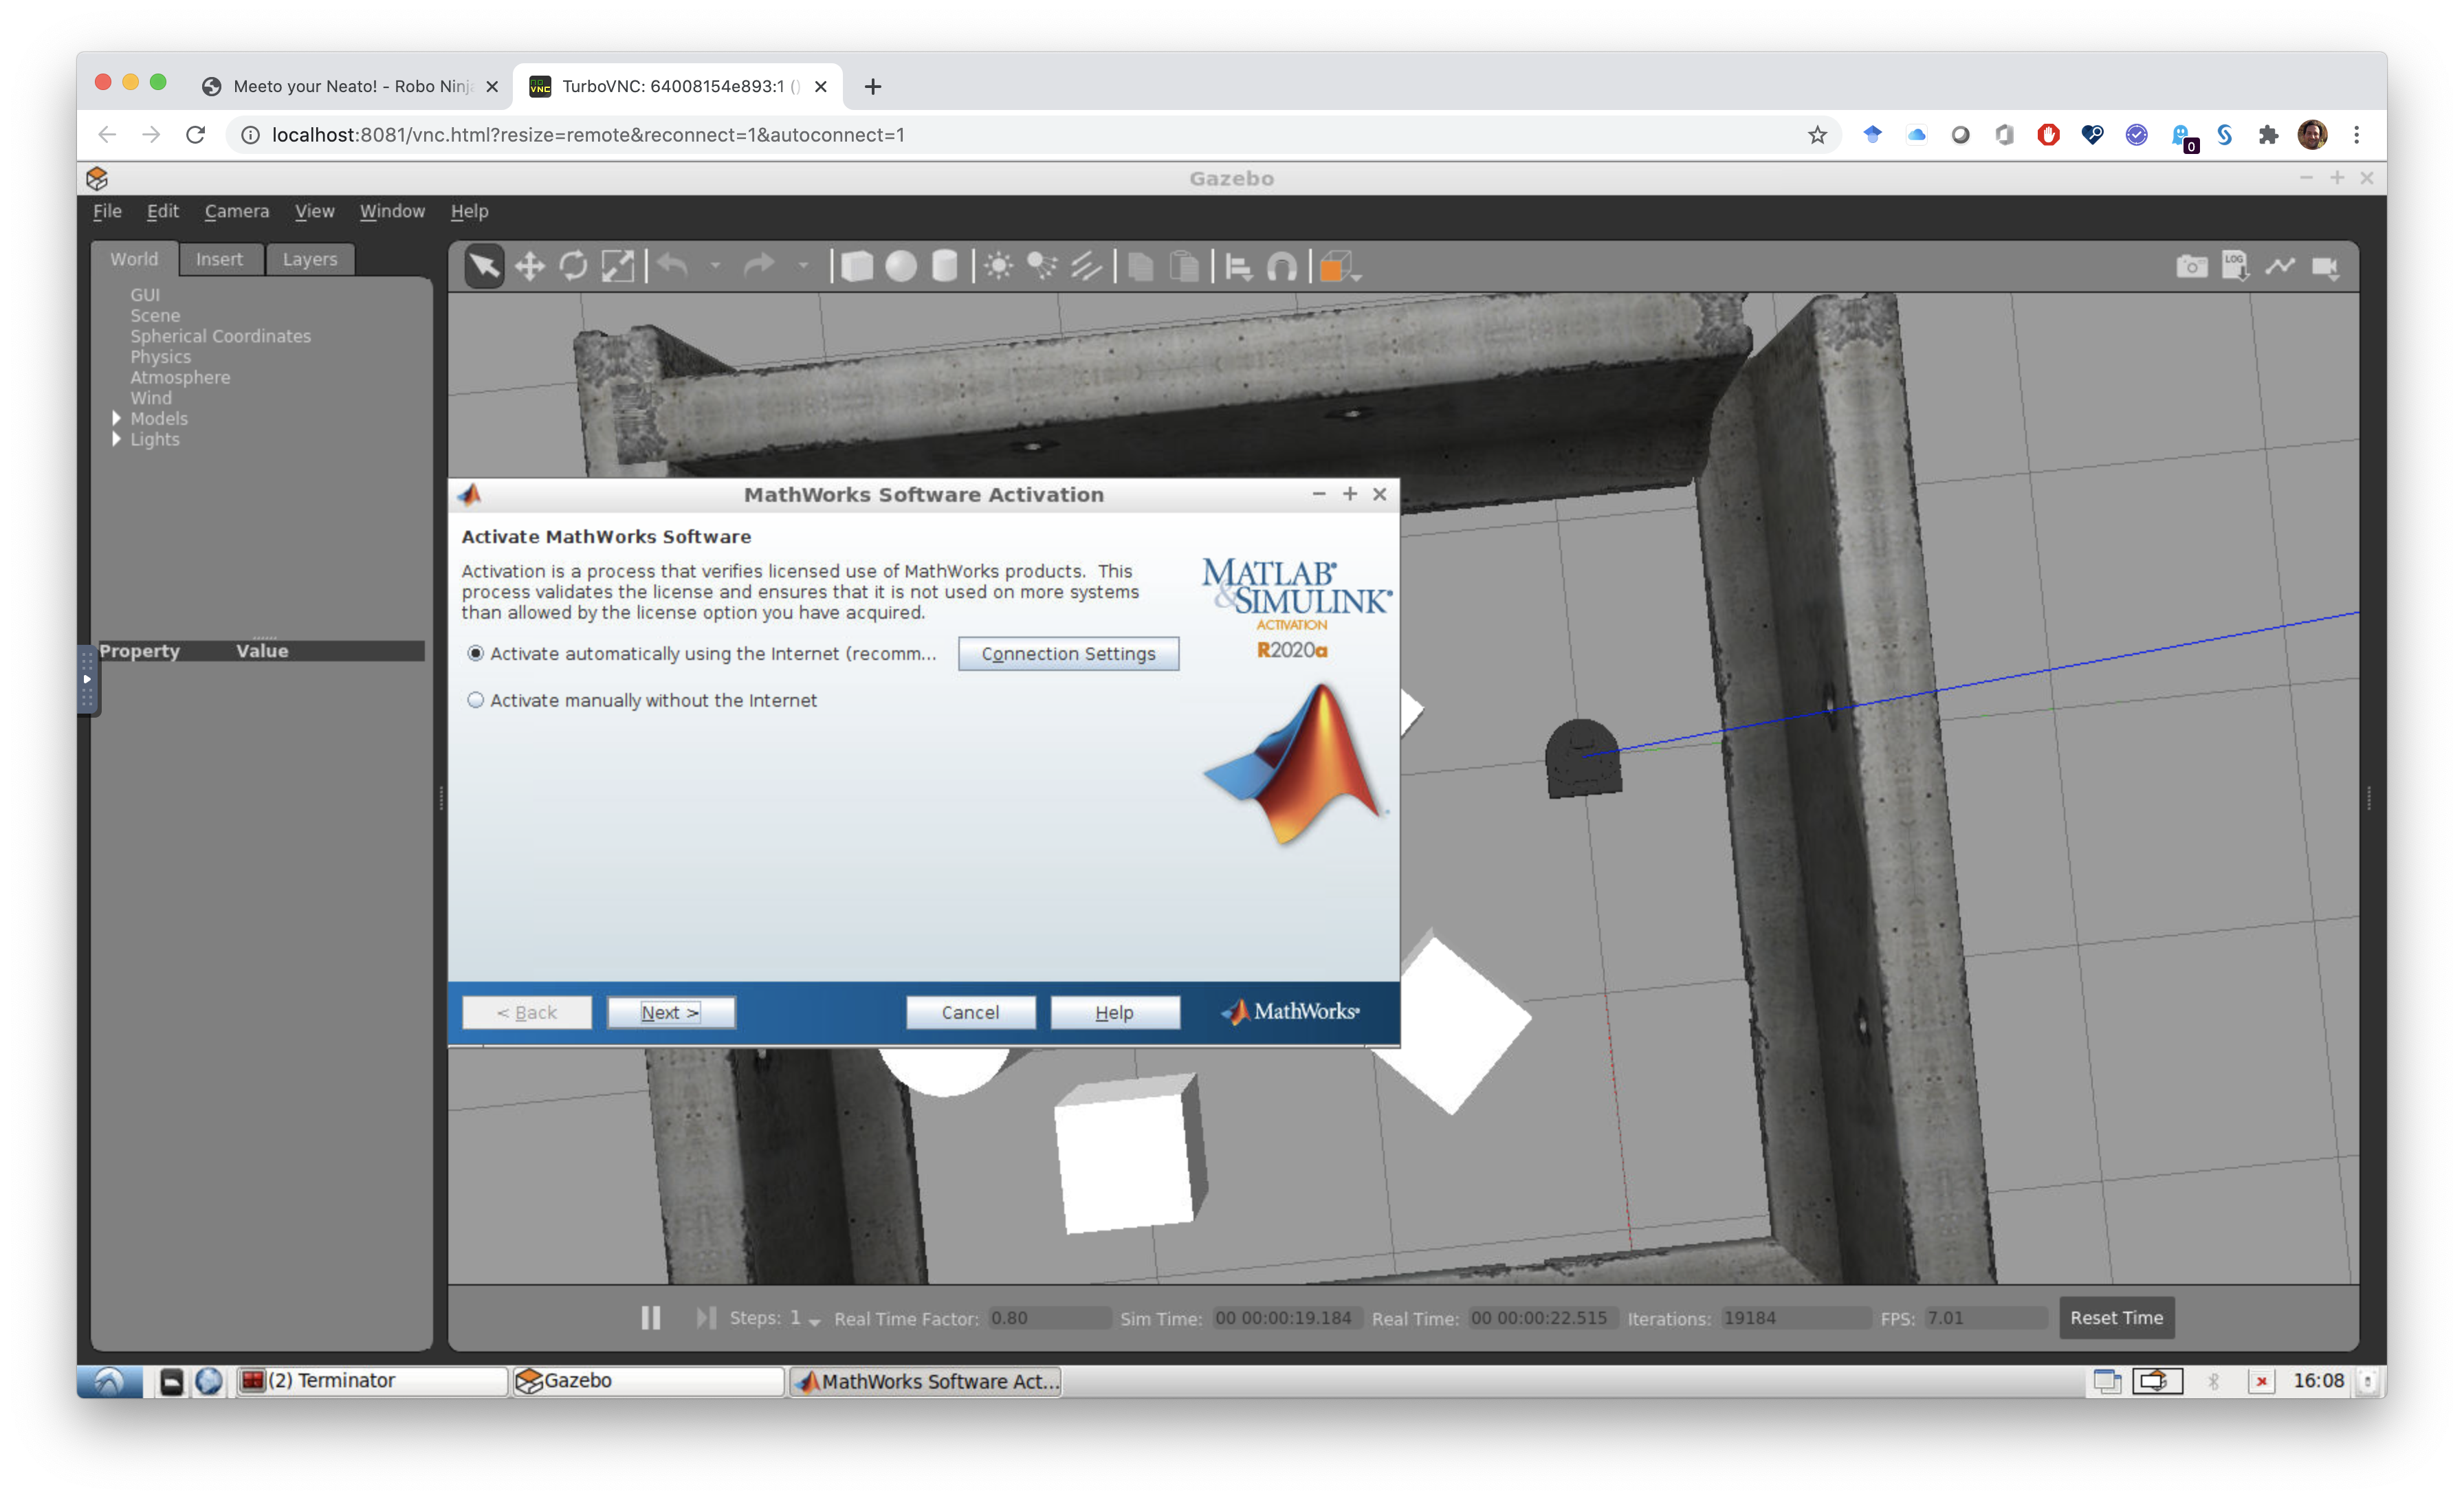 Meeto your Neato! - Robo Ninj
TurboVNC: 64008154e893:1 ()
localhost:8081/vnc.html?resize=remote&reconnect=1&autoconnect=1
0
Gazebo
File Edit Camera View Window Help
World Insert Layers
LOG
GUI
Scene
Spherical Coordinates
Physics
Atmosphere
Wind
Models
Lights
Property Value
MathWorks Software Activation
Activate MathWorks Software
Activation is a process that verifies licensed use of MathWorks products. This
process validates the license and ensures that it is not used on more systems
than allowed by the license option you have acquired.
Activate automatically using the Internet (recomm...
Connection Settings
Activate manually without the Internet
MATLAB®
&SIMULINK®
ACTIVATION
R2020a
< Back Next > Cancel Help MathWorks®
Steps: 1 Real Time Factor: 0.80 Sim Time: 00 00:00:19.184 Real Time: 00 00:00:22.515 Iterations: 19184 FPS: 7.01 Reset Time
(2) Terminator Gazebo MathWorks Software Act... 16:08